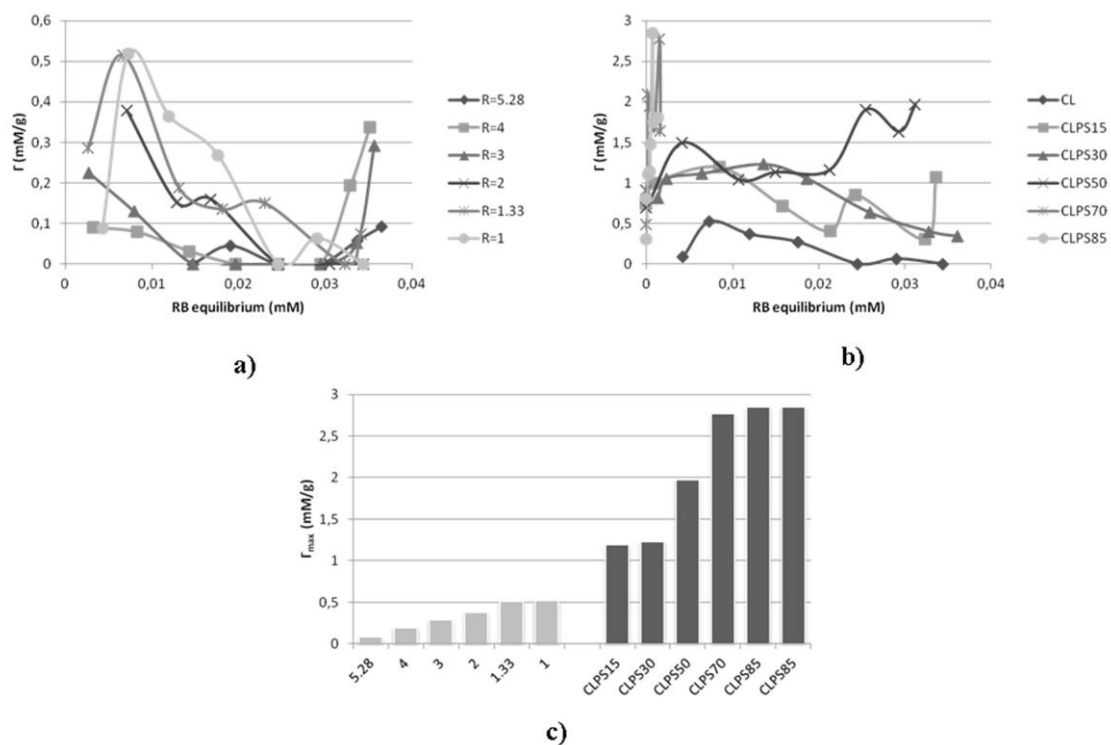 0,6
0,5
0,4
0,3
0,2
0,1
0
Γ (mM/g)
0
0,01
0,02
0,03
0,04
RB equilibrium (mM)
R=5.28
R=4
R=3
R=2
R=1.33
R=1
a)
3
2,5
2
1,5
1
0,5
0
Γ (mM/g)
0
0,01
0,02
0,03
0,04
RB equilibrium (mM)
CL
CLPS15
CLPS30
CLPS50
CLPS70
CLPS85
b)
3
2,5
2
1,5
1
0,5
0
Γmax (mM/g)
5.28
4
3
2
1.33
1
CLPS15
CLPS30
CLPS50
CLPS70
CLPS85
CLPS85
c)